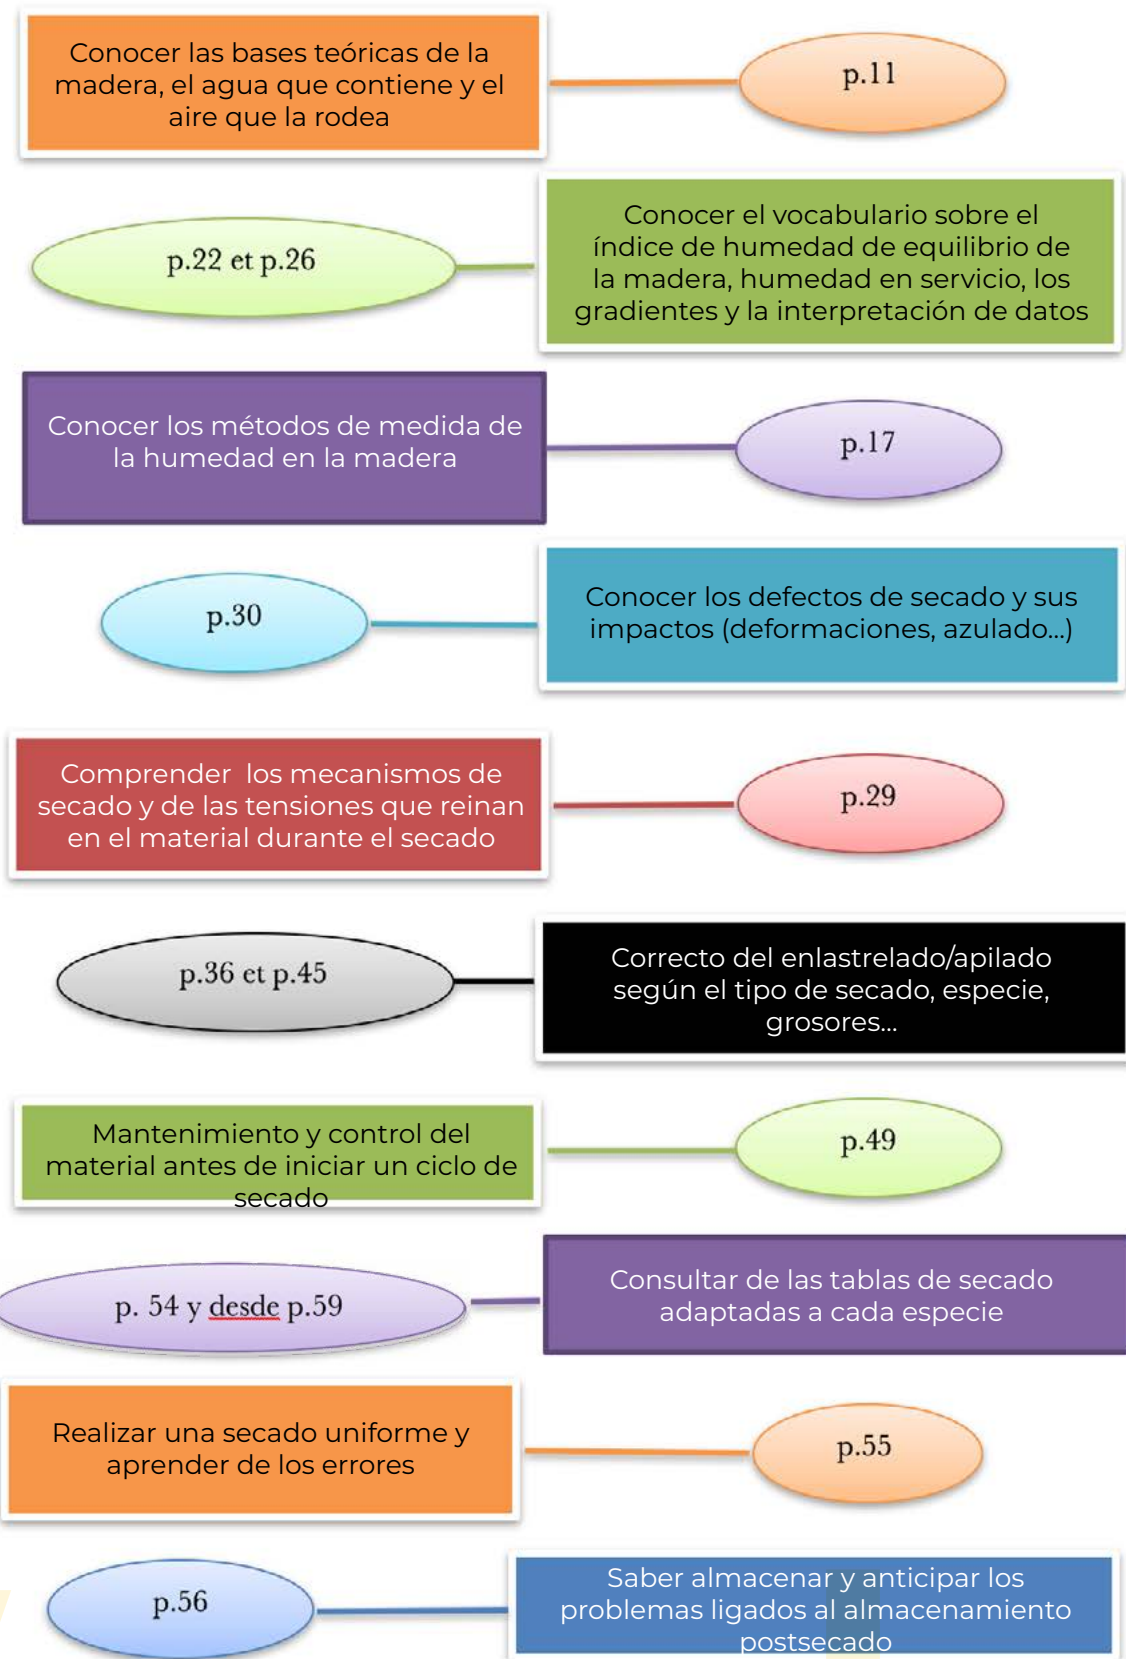 Conocer las bases teóricas de la
madera, el agua que contiene y el
aire que la rodea
p.11
p.22 et p.26
Conocer el vocabulario sobre el
índice de humedad de equilibrio de
la madera, humedad en servicio, los
gradientes y la interpretación de datos
Conocer los métodos de medida de
la humedad en la madera
p.17
p.30
Conocer los defectos de secado y sus
impactos (deformaciones, azulado...)
Comprender los mecanismos de
secado y de las tensiones que reinan
en el material durante el secado
p.29
p.36 et p.45
Correcto del enlastrelado/apilado
según el tipo de secado, especie,
grosores...
Mantenimiento y control del
material antes de iniciar un ciclo de
secado
p.49
p. 54 y desde p.59
Consultar de las tablas de secado
adaptadas a cada especie
Realizar una secado uniforme y
aprender de los errores
p.55
p.56
Saber almacenar y anticipar los
problemas ligados al almacenamiento
postsecado